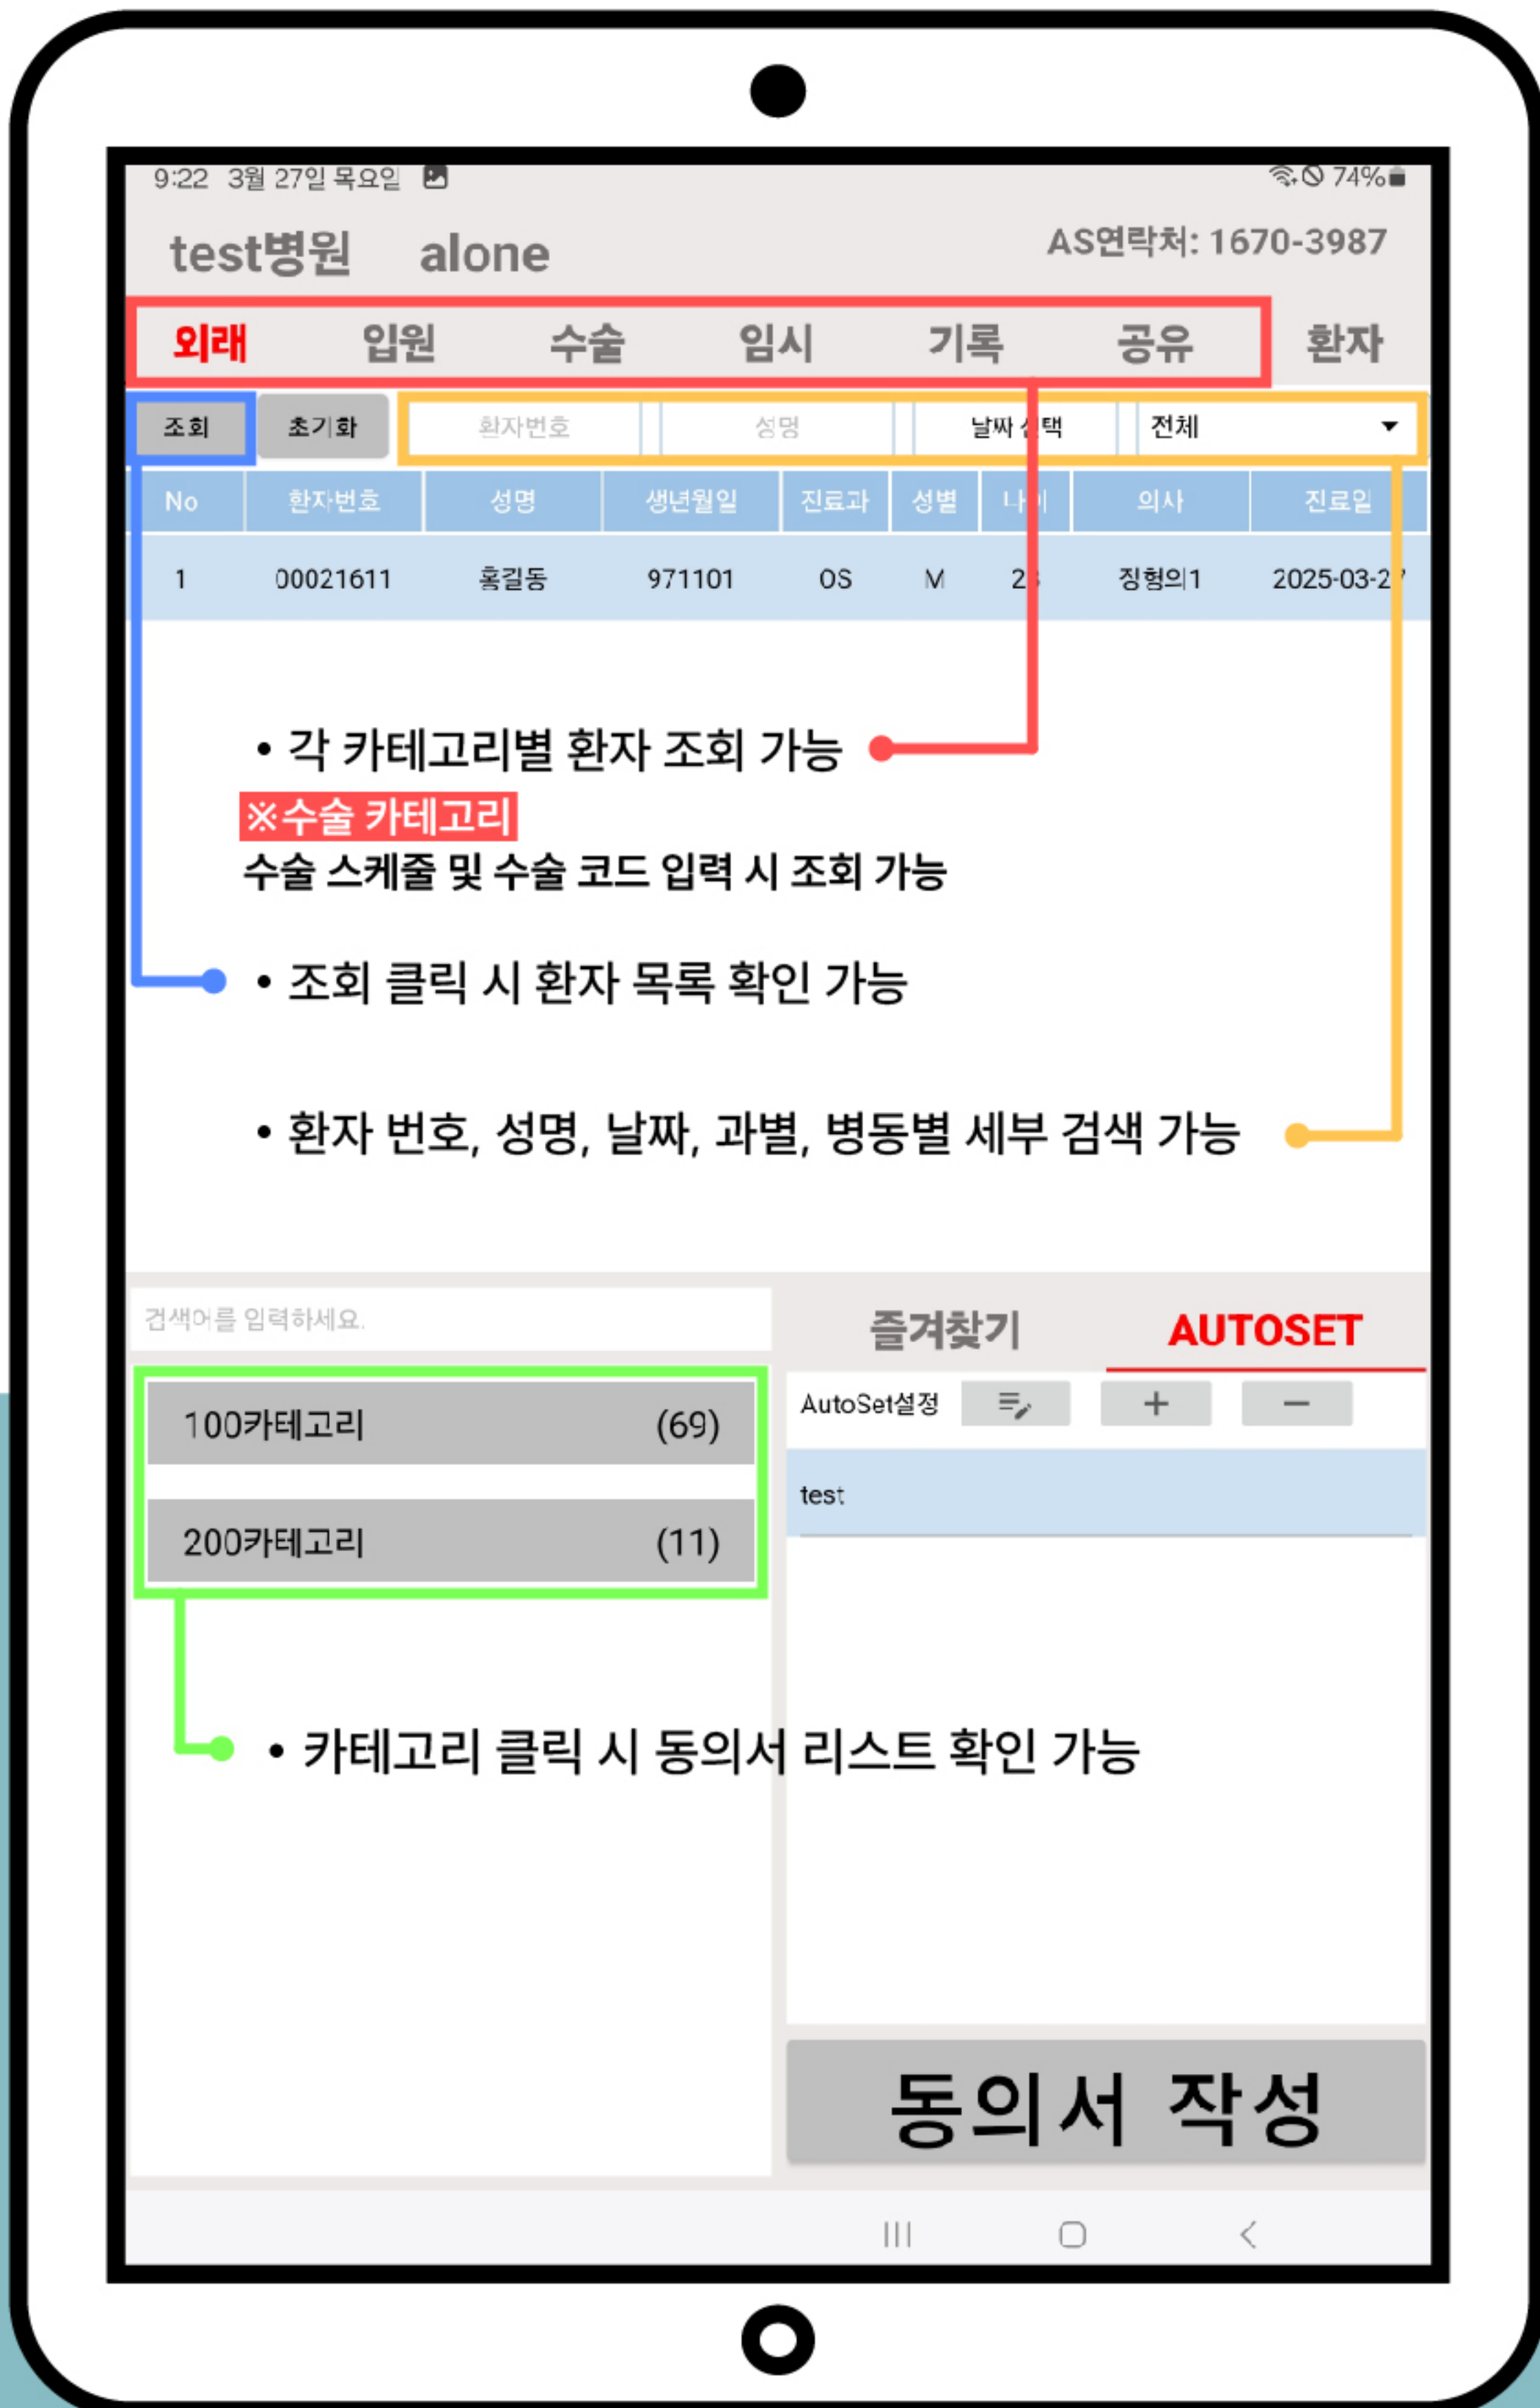 9:22 3월 27일 목요일 74%
test병원 alone AS연락처: 1670-3987
외래 입원 수술 임시 기록 공유 환자
조회 초기화 환자번호 성명 날짜 선택 전체
No 환자번호 성명 생년월일 진료과 성별 나이 의사 진료일
1 00021611 홍길동 971101 OS M 정형의1 2025-03-27
• 각 카테고리별 환자 조회 가능
※수술 카테고리
수술 스케줄 및 수술 코드 입력 시 조회 가능
• 조회 클릭 시 환자 목록 확인 가능
• 환자 번호, 성명, 날짜, 과별, 병동별 세부 검색 가능
검색어를 입력하세요.
즐겨찾기 AUTOSET
100카테고리 (69)
AutoSet설정 + −
test
200카테고리 (11)
• 카테고리 클릭 시 동의서 리스트 확인 가능
동의서 작성